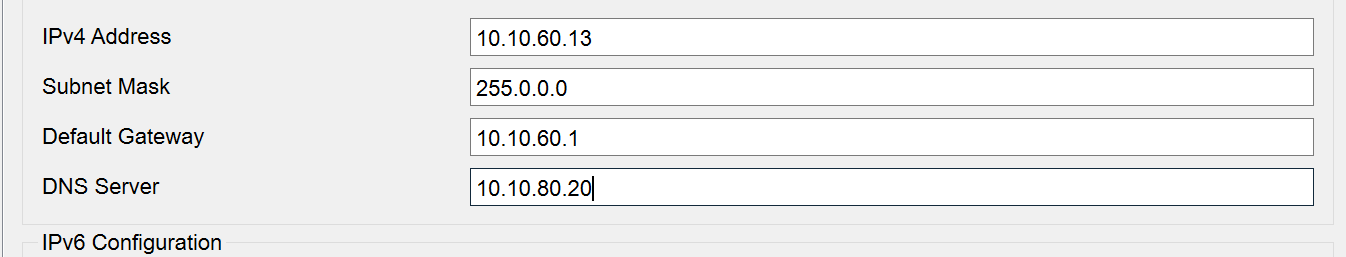 IPv4 Address 10.10.60.13
Subnet Mask 255.0.0.0
Default Gateway 10.10.60.1
DNS Server 10.10.80.20
IPv6 Configuration